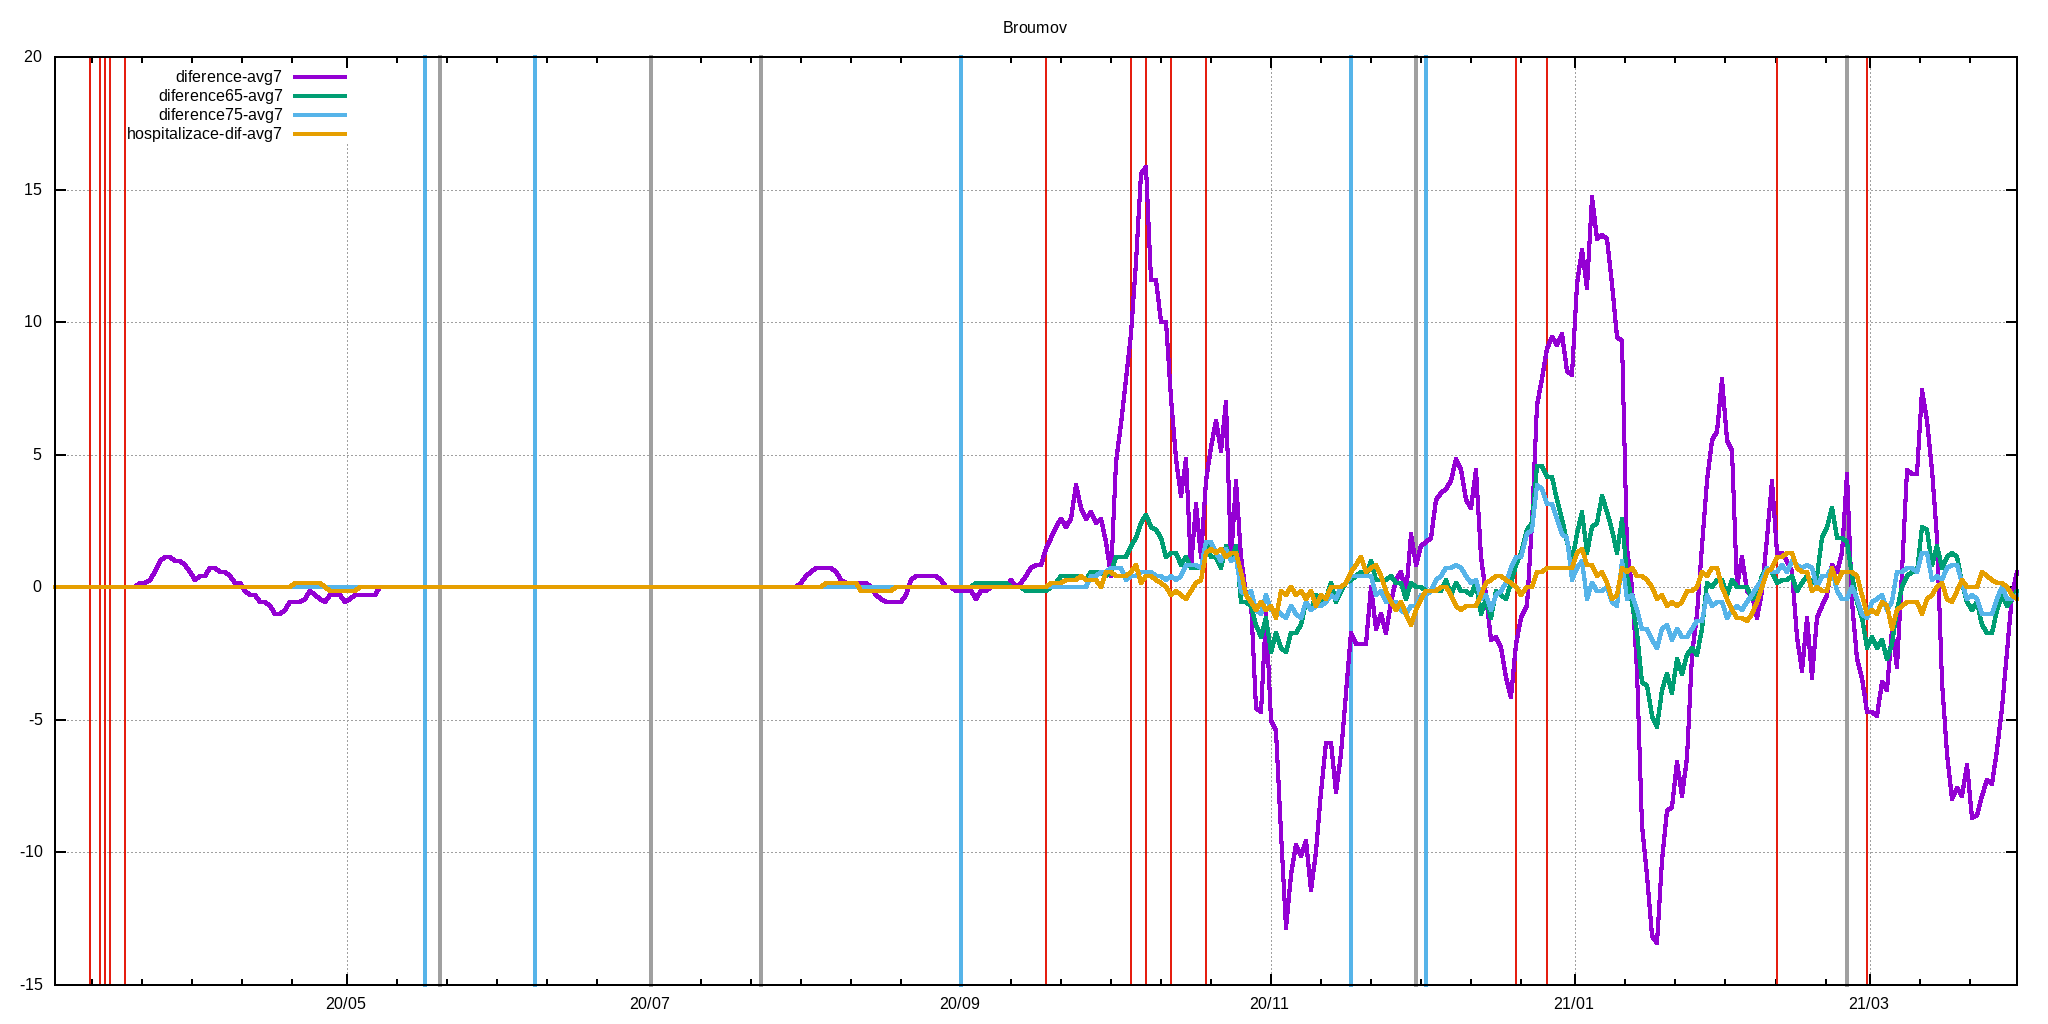 Broumov
20
diference-avg7
diference65-avg7
diference75-avg7
hospitalizace-dif-avg7
15
10
5
0
-5
-10
-15
20/05 20/07 20/09 20/11 21/01 21/03